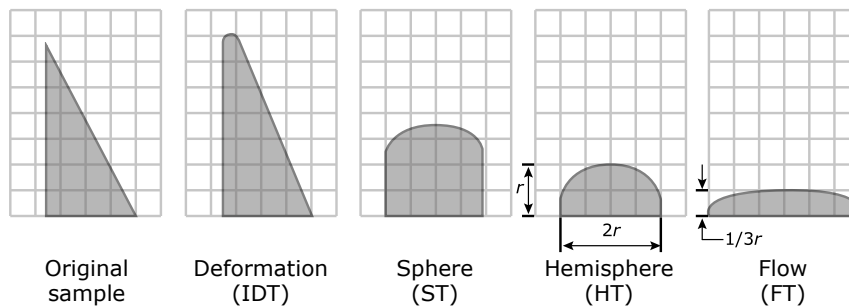 r
2r
1/3r
Original
sample
Deformation
(IDT)
Sphere
(ST)
Hemisphere
(HT)
Flow
(FT)